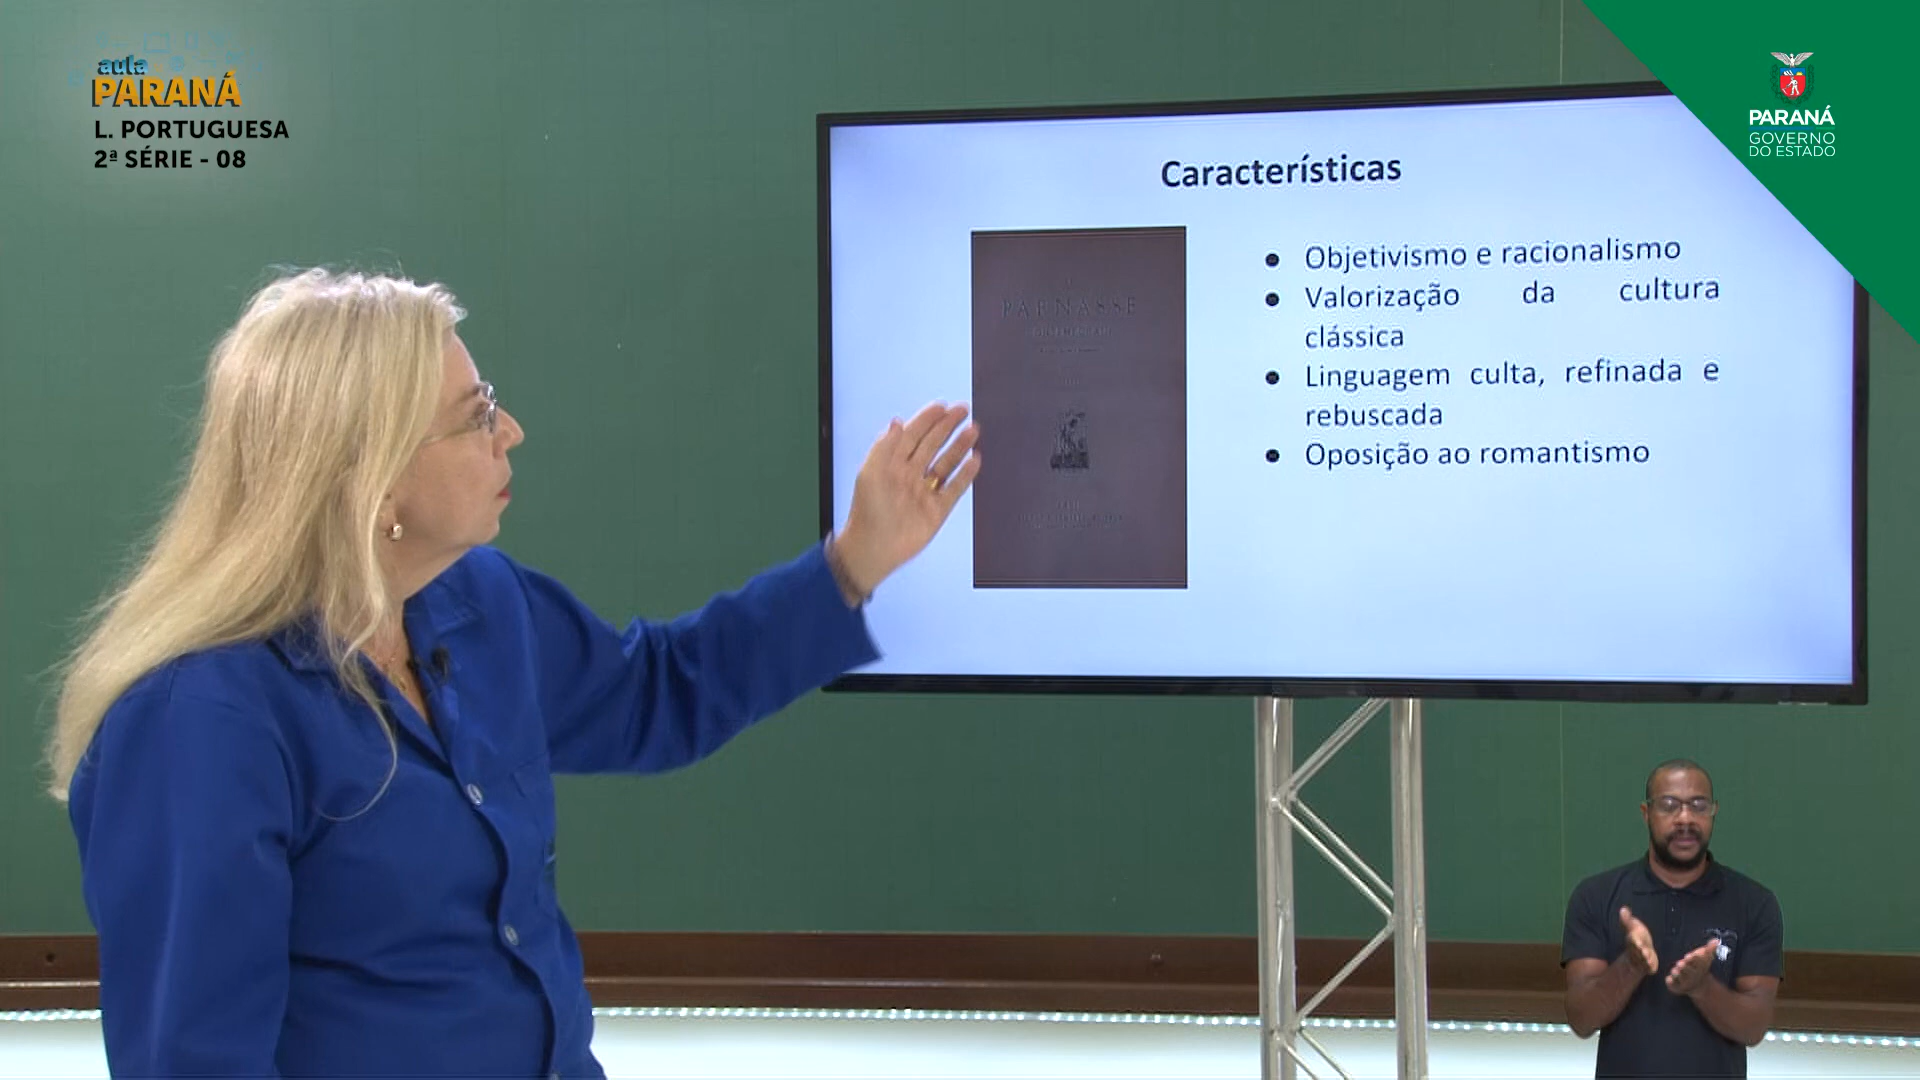 aula
PARANÁ
L. PORTUGUESA
2ª SÉRIE - 08
PARANÁ
GOVERNO
DO ESTADO
Características
PARNASSE
● Objetivismo e racionalismo
● Valorização da cultura
clássica
● Linguagem culta, refinada e
rebuscada
● Oposição ao romantismo